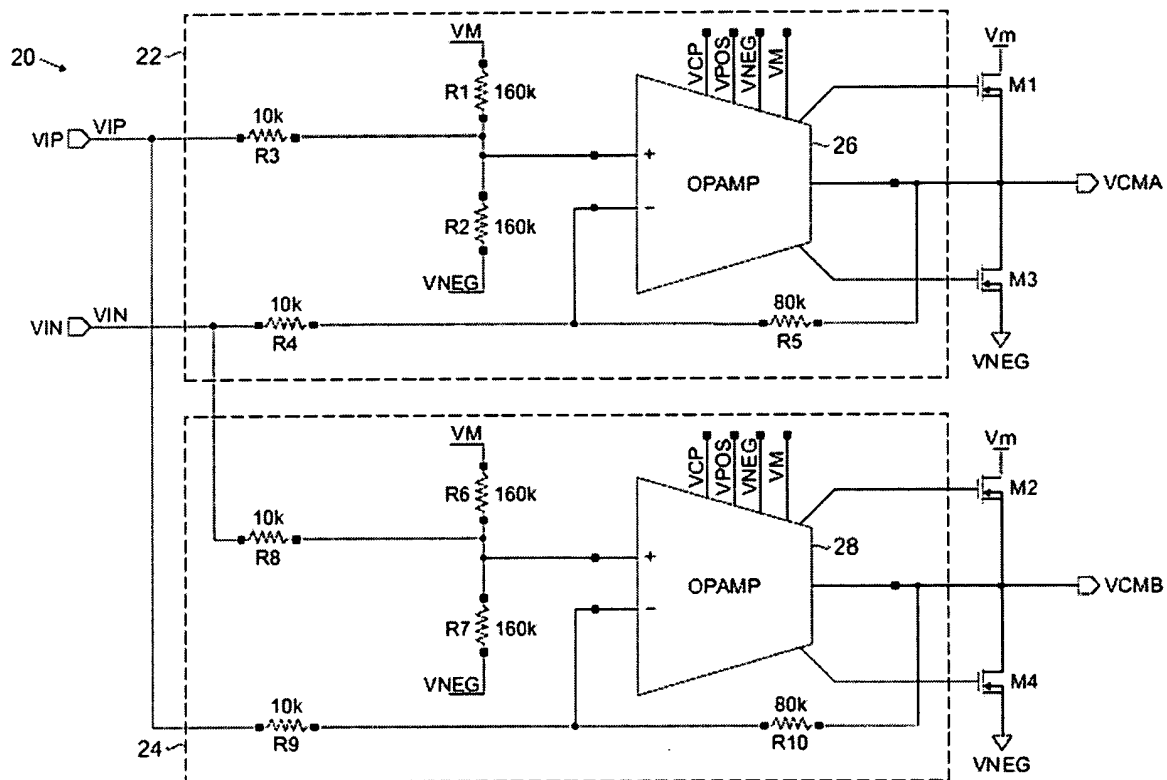 20
22
VM
R1 160k
VCP
VPOS
VNEG
VM
Vm
M1
VIP VIP
10k
R3
+
26
OPAMP
VCMA
R2 160k
−
VNEG
M3
VIN VIN
10k
R4
80k
R5
VNEG
VM
R6 160k
VCP
VPOS
VNEG
VM
Vm
M2
10k
R8
+
28
OPAMP
VCMB
R7 160k
−
VNEG
M4
10k
R9
80k
R10
24
VNEG